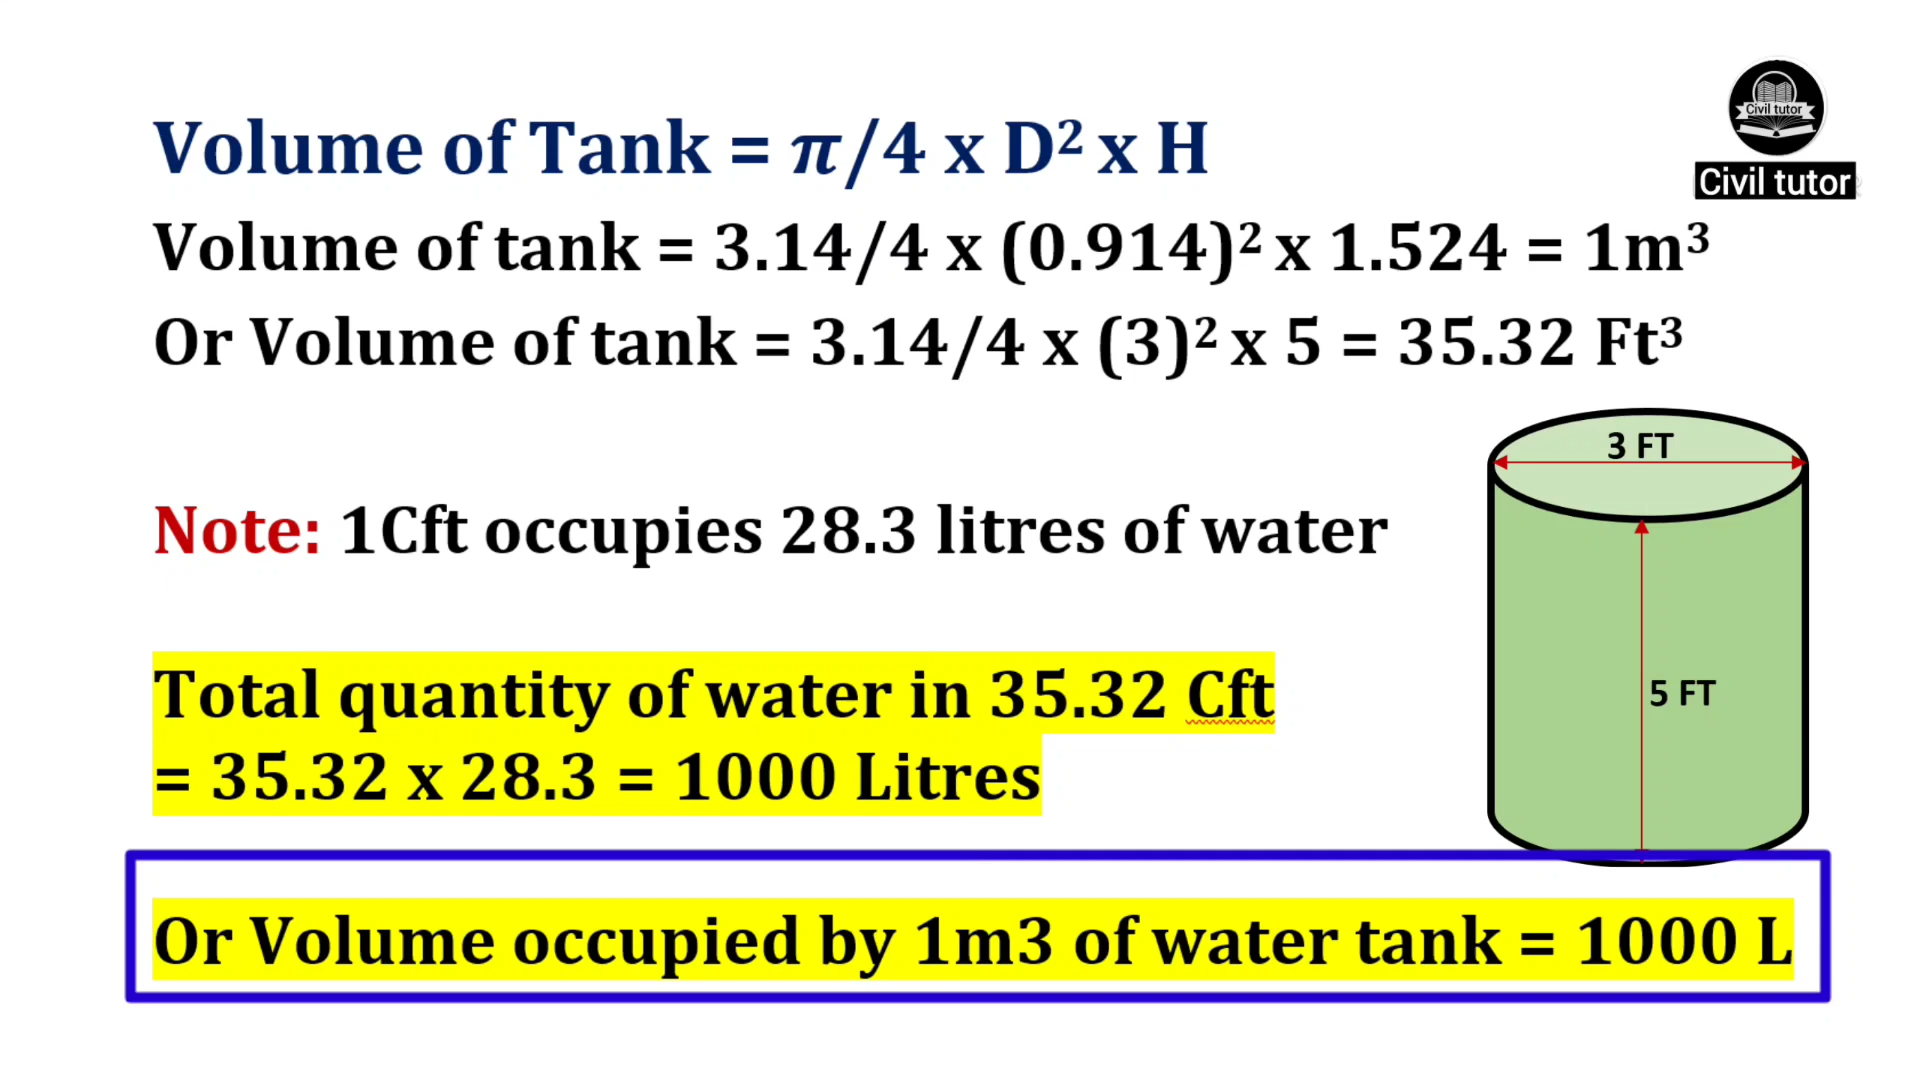 Volume of Tank = π/4 x D² x H
Volume of tank = 3.14/4 x (0.914)² x 1.524 = 1m³
Or Volume of tank = 3.14/4 x (3)² x 5 = 35.32 Ft³
Note: 1Cft occupies 28.3 litres of water
Total quantity of water in 35.32 Cft
= 35.32 x 28.3 = 1000 Litres
Or Volume occupied by 1m3 of water tank = 1000 L
Civil tutor
Civil tutor
3 FT
5 FT